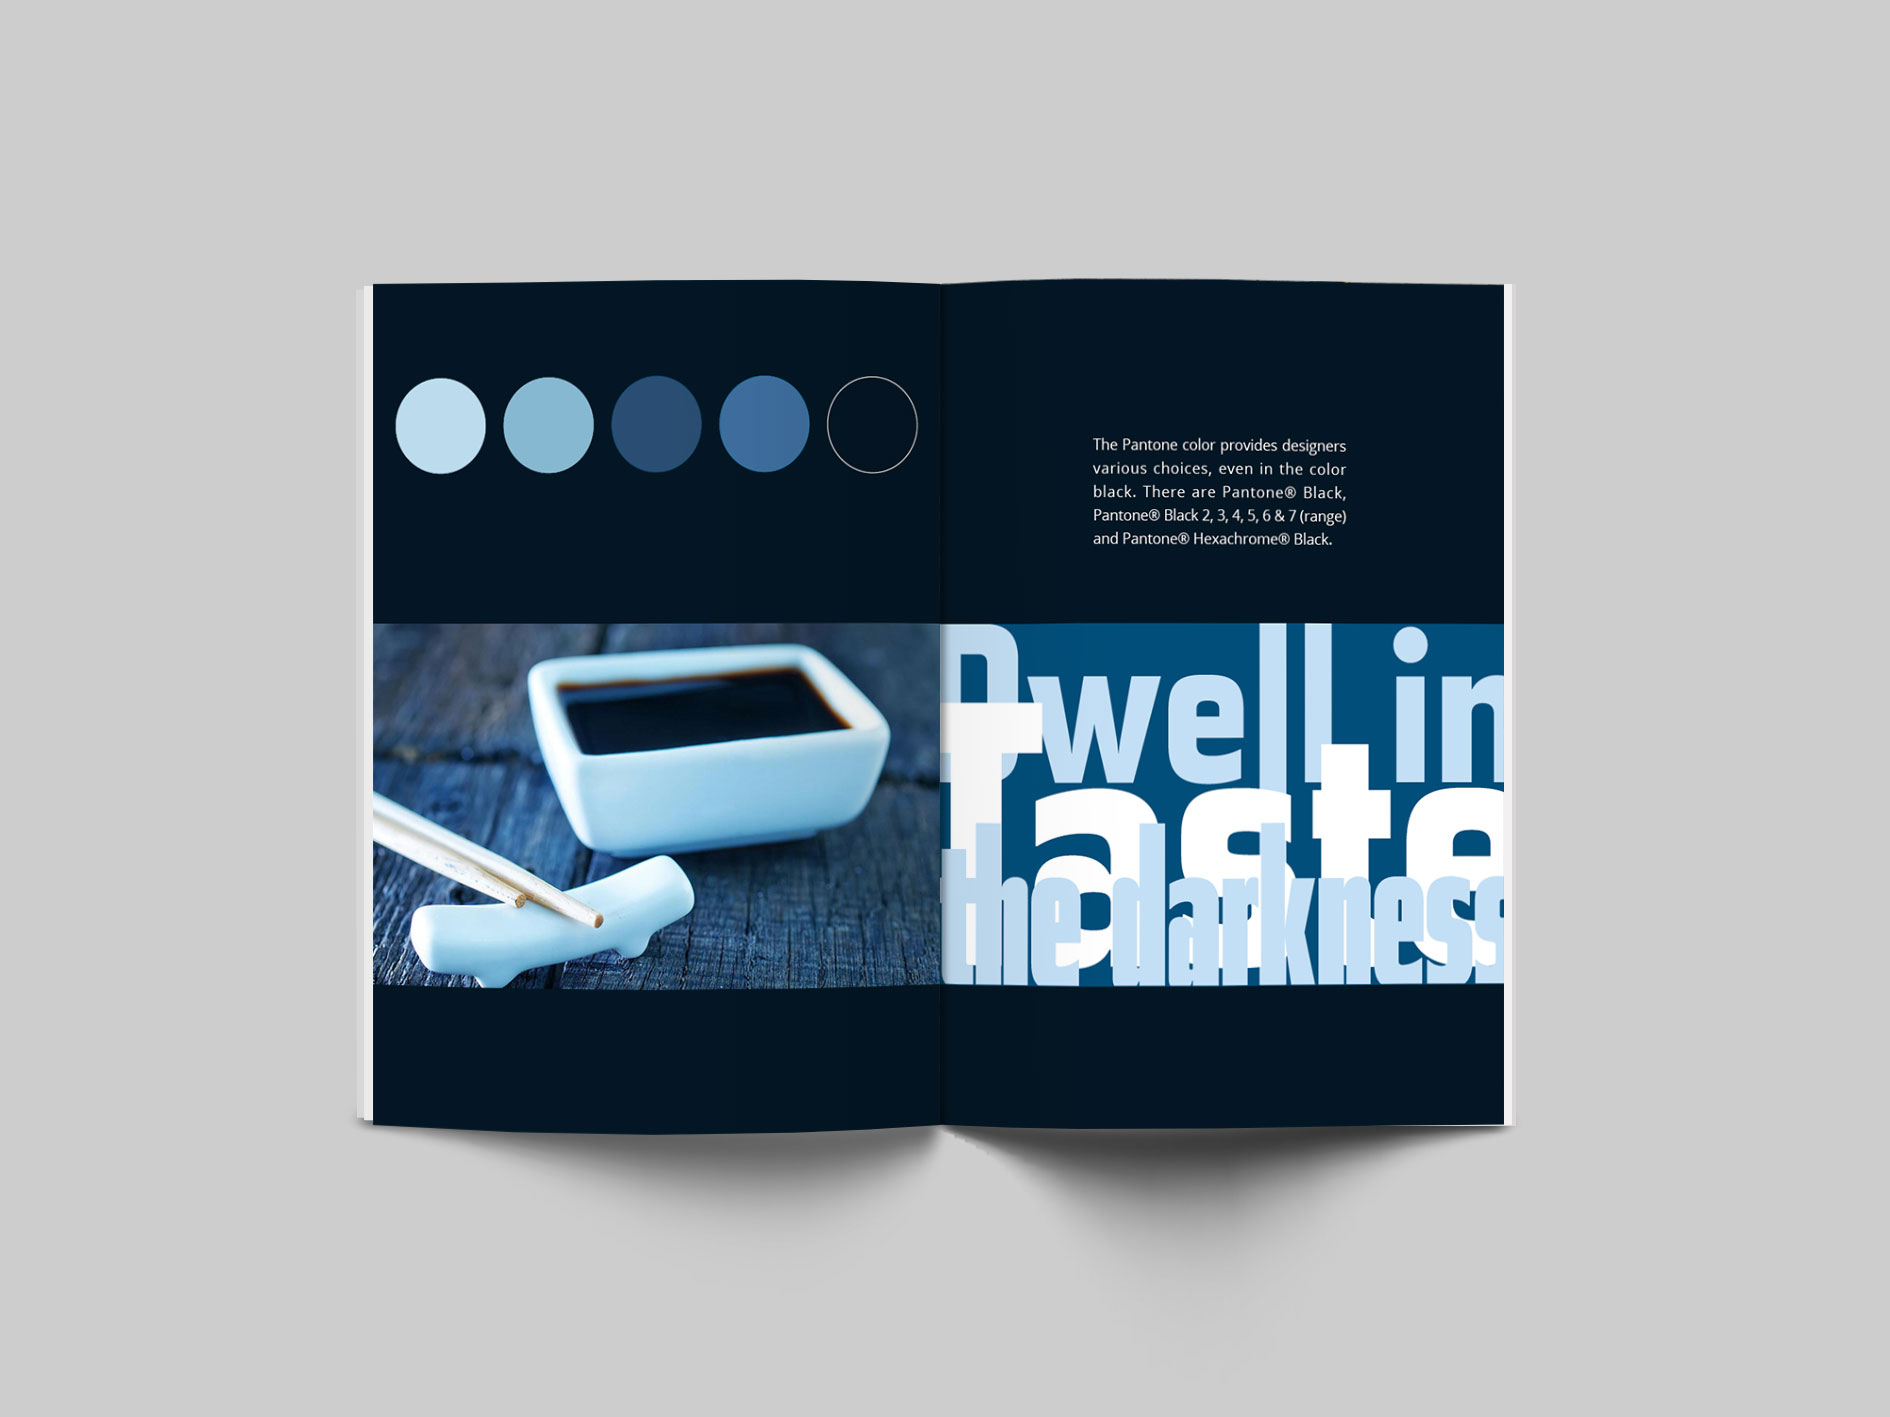 The Pantone color provides designers
various choices, even in the color
black. There are Pantone® Black,
Pantone® Black 2, 3, 4, 5, 6 & 7 (range)
and Pantone® Hexachrome® Black.
Dwell in
Taste
the darkness